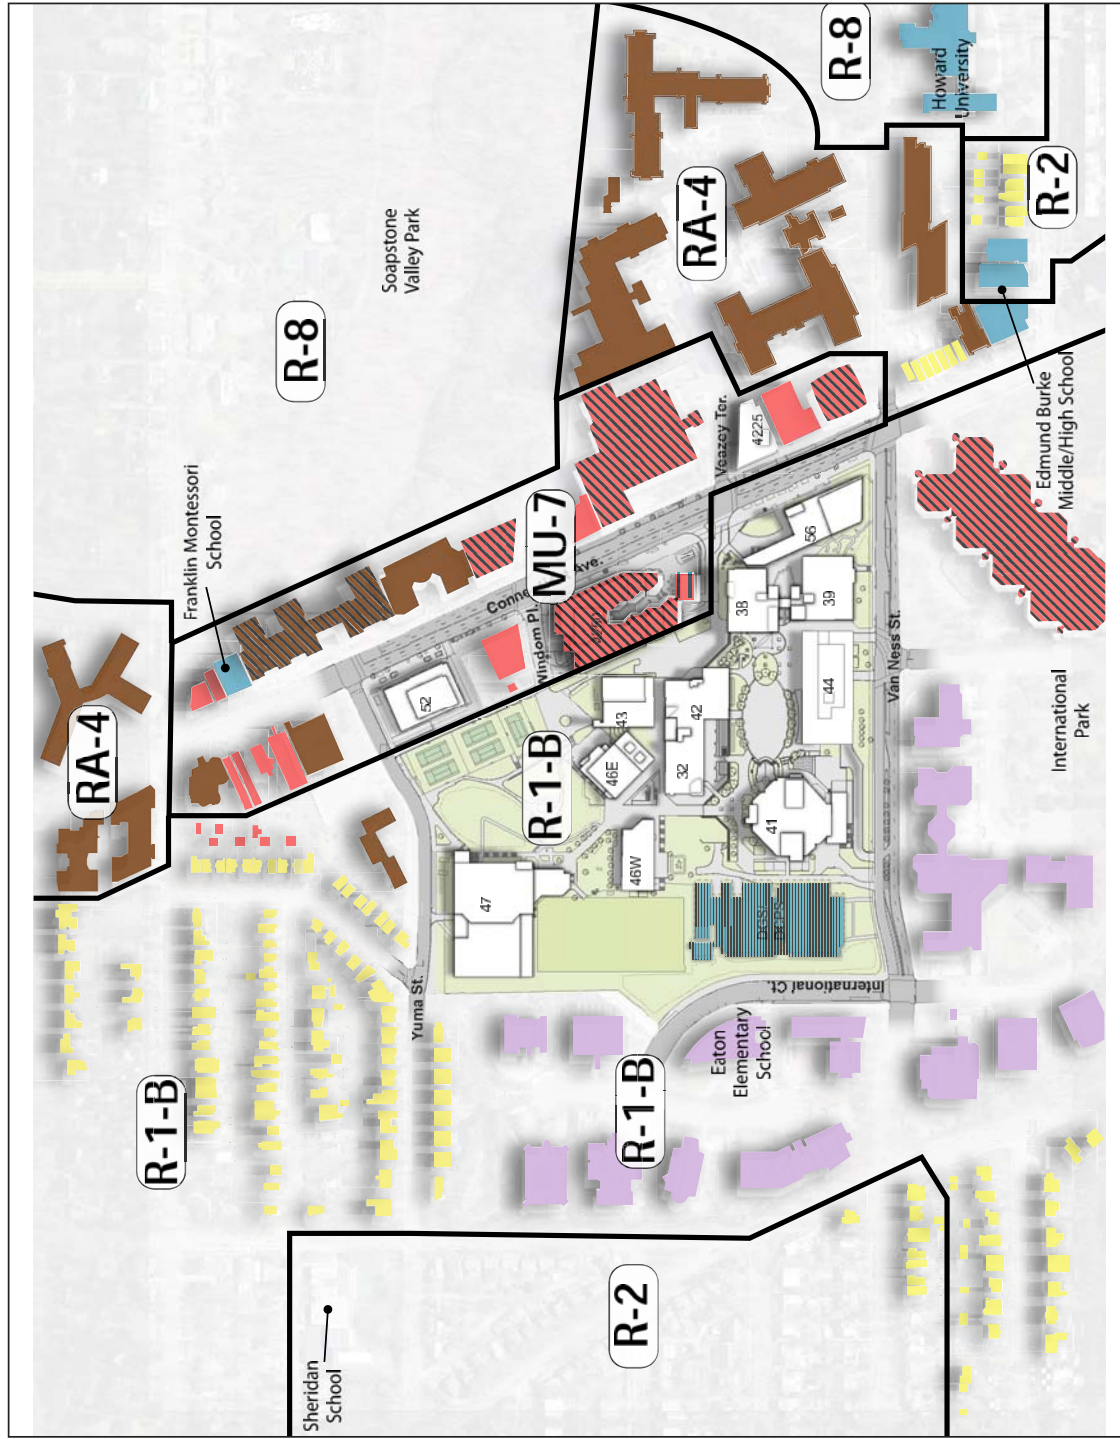 R-8
Howard
University
R-2
RA-4
Soapstone
Valley Park
R-8
Franklin Montessori
School
RA-4
MU-7
Ave.
Windom Pl.
Veazey Ter.
4225
Edmund Burke
Middle/High School
52
56
38
39
43
42
44
46E
32
R-1-B
41
46W
47
DGS/
DCPS
Van Ness St.
International
Park
Yuma St.
International Ct.
Eaton
Elementary
School
R-1-B
R-1-B
R-2
Sheridan
School